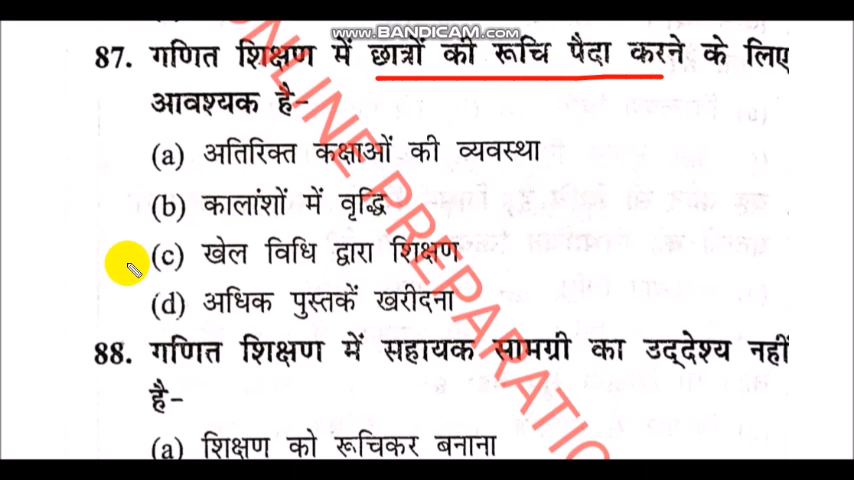 www.BANDICAM.com
87. गणित शिक्षण में छात्रों की रूचि पैदा करने के लिए
आवश्यक है-
(a) अतिरिक्त कक्षाओं की व्यवस्था
(b) कालांशों में वृद्धि
(c) खेल विधि द्वारा शिक्षण
(d) अधिक पुस्तकें खरीदना
88. गणित शिक्षण में सहायक सामग्री का उद्देश्य नहीं
है-
(a) शिक्षण को रूचिकर बनाना
ONLINE PREPARATIO